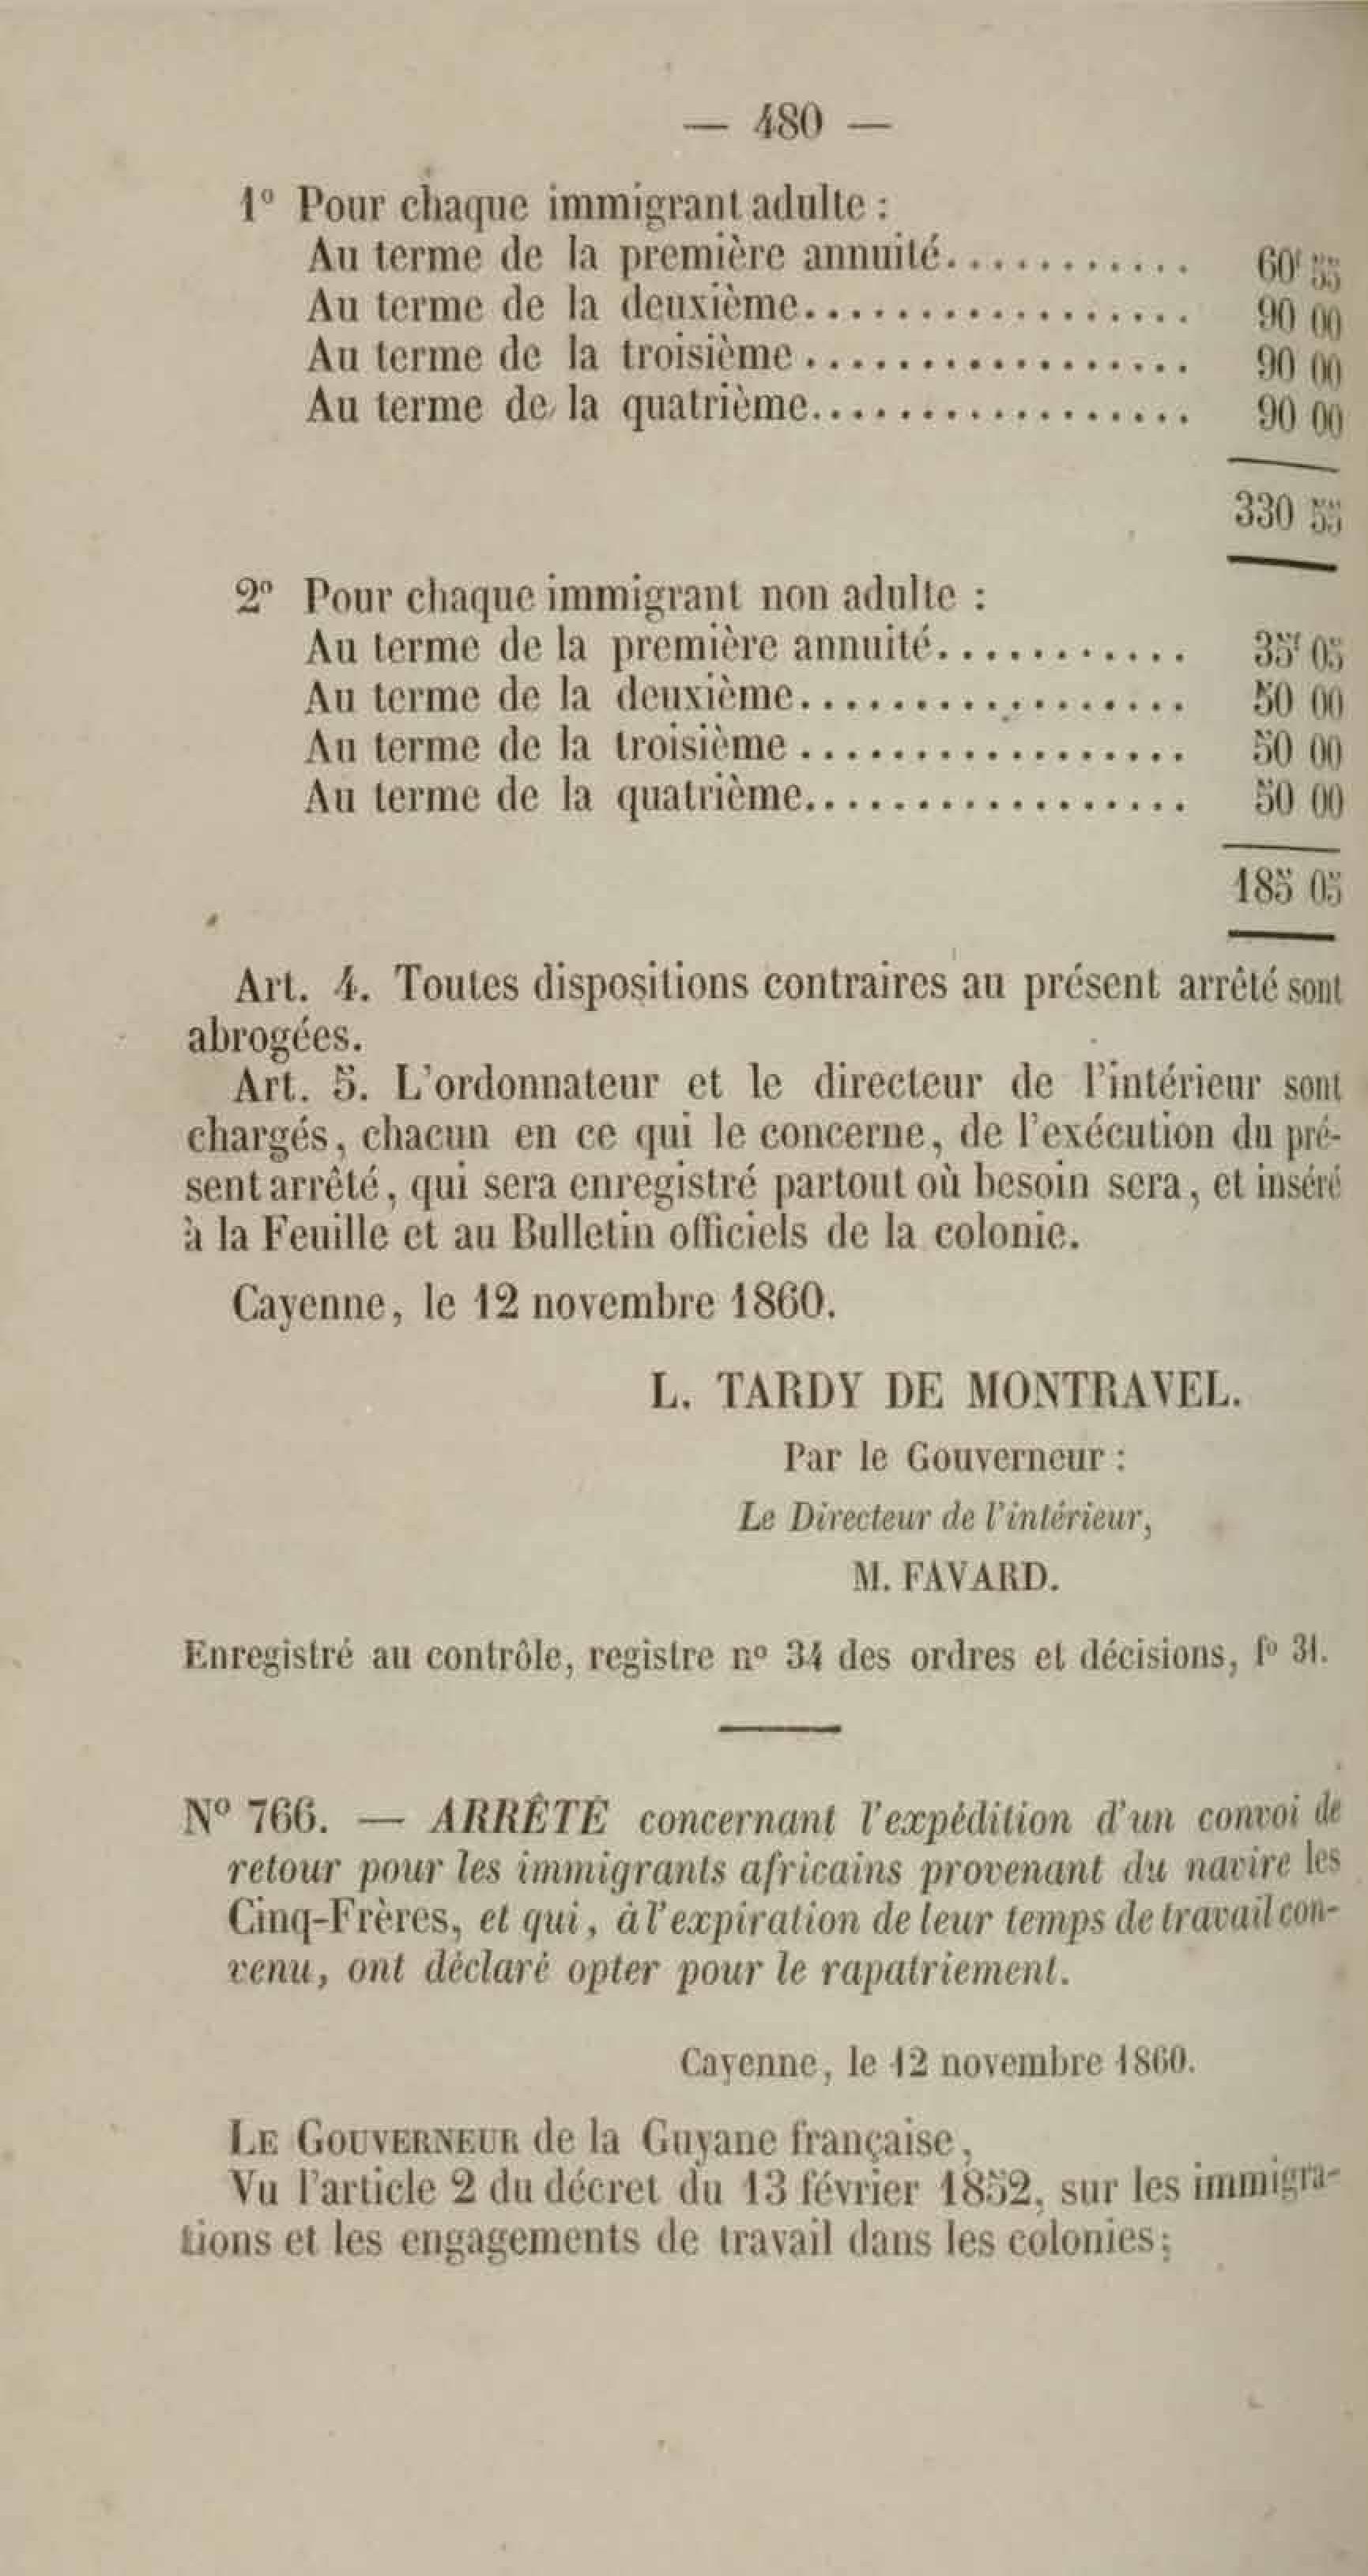 — 480 —
1º Pour chaque immigrant adulte :
Au terme de la première annuité............ 60ᶠ 55
Au terme de la deuxième................. 90 00
Au terme de la troisième................. 90 00
Au terme de la quatrième................. 90 00
330 55
2º Pour chaque immigrant non adulte :
Au terme de la première annuité........... 35ᶠ 05
Au terme de la deuxième................. 50 00
Au terme de la troisième................. 50 00
Au terme de la quatrième................. 50 00
185 05
Art. 4. Toutes dispositions contraires au présent arrêté sont
abrogées.
Art. 5. L'ordonnateur et le directeur de l'intérieur sont
chargés, chacun en ce qui le concerne, de l'exécution du pré-
sent arrêté, qui sera enregistré partout où besoin sera, et inséré
à la Feuille et au Bulletin officiels de la colonie.
Cayenne, le 12 novembre 1860.
L. TARDY DE MONTRAVEL.
Par le Gouverneur :
Le Directeur de l'intérieur,
M. FAVARD.
Enregistré au contrôle, registre nº 34 des ordres et décisions, fº 31.
Nº 766. — ARRÊTÉ concernant l'expédition d'un convoi de
retour pour les immigrants africains provenant du navire les
Cinq-Frères, et qui, à l'expiration de leur temps de travail con-
venu, ont déclaré opter pour le rapatriement.
Cayenne, le 12 novembre 1860.
LE GOUVERNEUR de la Guyane française,
Vu l'article 2 du décret du 13 février 1852, sur les immigra-
tions et les engagements de travail dans les colonies;